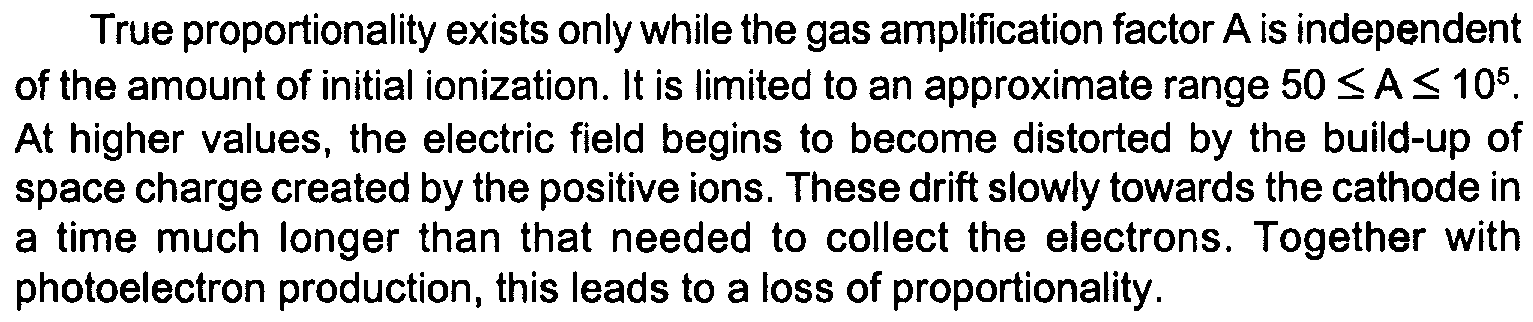 True proportionality exists only while the gas amplification factor A is independent
of the amount of initial ionization. It is limited to an approximate range 50 ≤ A ≤ 10⁵.
At higher values, the electric field begins to become distorted by the build-up of
space charge created by the positive ions. These drift slowly towards the cathode in
a time much longer than that needed to collect the electrons. Together with
photoelectron production, this leads to a loss of proportionality.